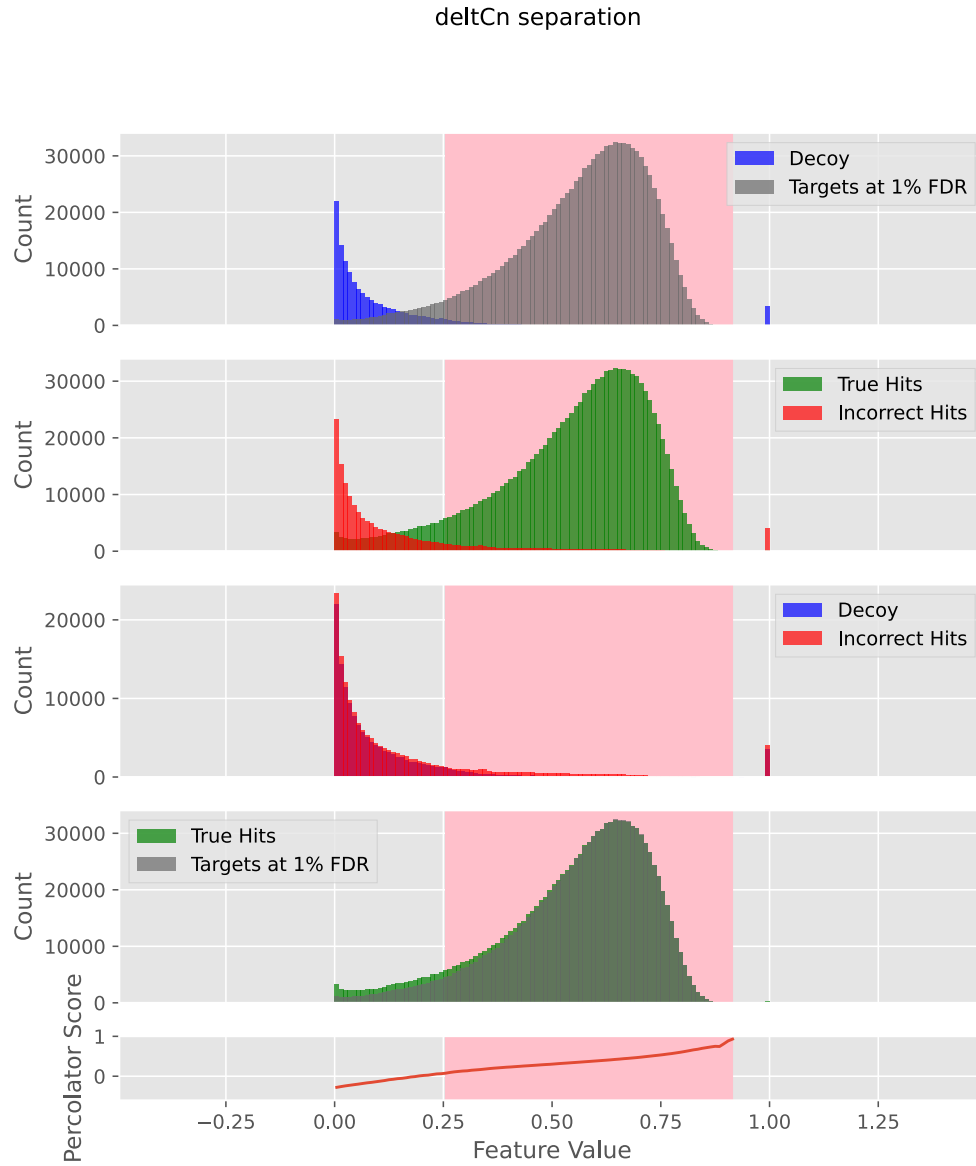 deltCn separation
Count
30000
20000
10000
0
Decoy
Targets at 1% FDR
Count
30000
20000
10000
0
True Hits
Incorrect Hits
Count
20000
10000
0
Decoy
Incorrect Hits
Count
30000
20000
10000
0
True Hits
Targets at 1% FDR
Percolator Score
1
0
−0.25
0.00
0.25
0.50
0.75
1.00
1.25
Feature Value